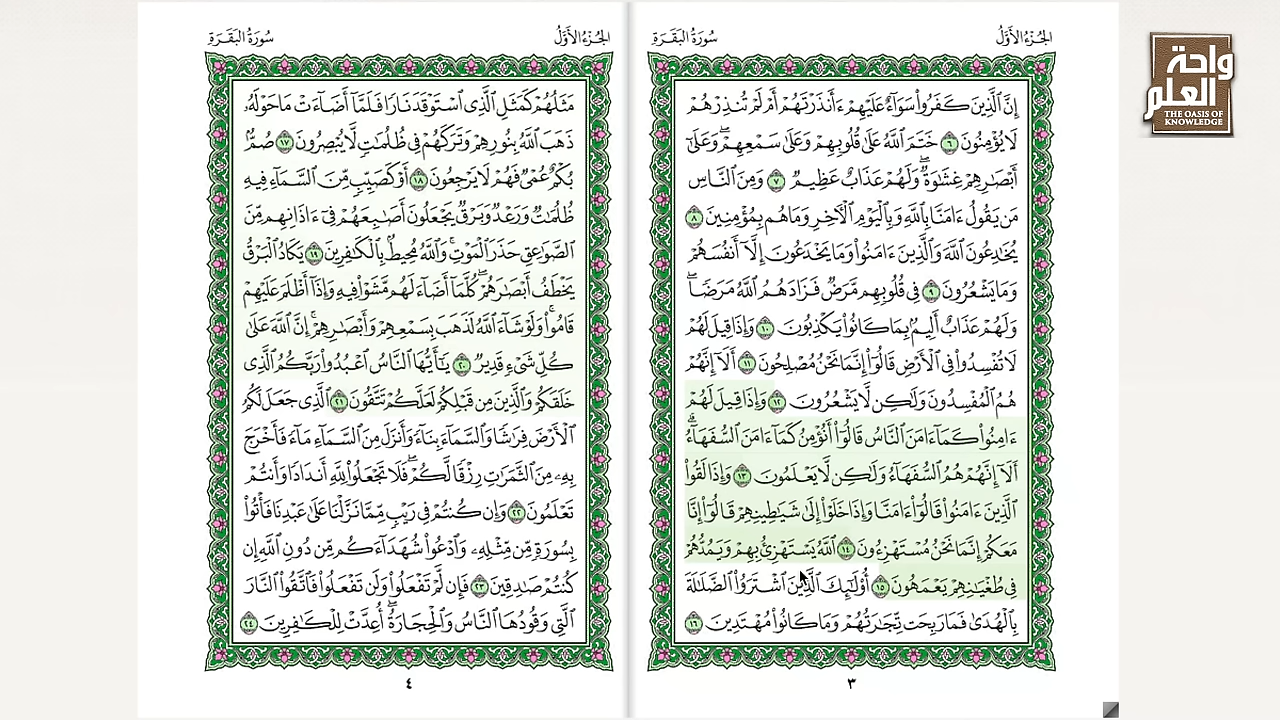 الجزء الأول
سورة البقرة
إِنَّ ٱلَّذِينَ كَفَرُوا۟ سَوَآءٌ عَلَيْهِمْ ءَأَنذَرْتَهُمْ أَمْ لَمْ تُنذِرْهُمْ
لَا يُؤْمِنُونَ ٦ خَتَمَ ٱللَّهُ عَلَىٰ قُلُوبِهِمْ وَعَلَىٰ سَمْعِهِمْ ۖ وَعَلَىٰٓ
أَبْصَٰرِهِمْ غِشَٰوَةٌ ۖ وَلَهُمْ عَذَابٌ عَظِيمٌ ٧ وَمِنَ ٱلنَّاسِ
مَن يَقُولُ ءَامَنَّا بِٱللَّهِ وَبِٱلْيَوْمِ ٱلْءَاخِرِ وَمَا هُم بِمُؤْمِنِينَ ٨
يُخَٰدِعُونَ ٱللَّهَ وَٱلَّذِينَ ءَامَنُوا۟ وَمَا يَخْدَعُونَ إِلَّآ أَنفُسَهُمْ
وَمَا يَشْعُرُونَ ٩ فِى قُلُوبِهِم مَّرَضٌ فَزَادَهُمُ ٱللَّهُ مَرَضًا ۖ
وَلَهُمْ عَذَابٌ أَلِيمٌۢ بِمَا كَانُوا۟ يَكْذِبُونَ ١٠ وَإِذَا قِيلَ لَهُمْ
لَا تُفْسِدُوا۟ فِى ٱلْأَرْضِ قَالُوٓا۟ إِنَّمَا نَحْنُ مُصْلِحُونَ ١١ أَلَآ إِنَّهُمْ
هُمُ ٱلْمُفْسِدُونَ وَلَٰكِن لَّا يَشْعُرُونَ ١٢ وَإِذَا قِيلَ لَهُمْ
ءَامِنُوا۟ كَمَآ ءَامَنَ ٱلنَّاسُ قَالُوٓا۟ أَنُؤْمِنُ كَمَآ ءَامَنَ ٱلسُّفَهَآءُ ۗ
أَلَآ إِنَّهُمْ هُمُ ٱلسُّفَهَآءُ وَلَٰكِن لَّا يَعْلَمُونَ ١٣ وَإِذَا لَقُوا۟
ٱلَّذِينَ ءَامَنُوا۟ قَالُوٓا۟ ءَامَنَّا وَإِذَا خَلَوْا۟ إِلَىٰ شَيَٰطِينِهِمْ قَالُوٓا۟ إِنَّا
مَعَكُمْ إِنَّمَا نَحْنُ مُسْتَهْزِءُونَ ١٤ ٱللَّهُ يَسْتَهْزِئُ بِهِمْ وَيَمُدُّهُمْ
فِى طُغْيَٰنِهِمْ يَعْمَهُونَ ١٥ أُو۟لَٰٓئِكَ ٱلَّذِينَ ٱشْتَرَوُا۟ ٱلضَّلَٰلَةَ
بِٱلْهُدَىٰ فَمَا رَبِحَت تِّجَٰرَتُهُمْ وَمَا كَانُوا۟ مُهْتَدِينَ ١٦
٣
الجزء الأول
سورة البقرة
مَثَلُهُمْ كَمَثَلِ ٱلَّذِى ٱسْتَوْقَدَ نَارًا فَلَمَّآ أَضَآءَتْ مَا حَوْلَهُۥ
ذَهَبَ ٱللَّهُ بِنُورِهِمْ وَتَرَكَهُمْ فِى ظُلُمَٰتٍ لَّا يُبْصِرُونَ ١٧ صُمٌّۢ
بُكْمٌ عُمْىٌ فَهُمْ لَا يَرْجِعُونَ ١٨ أَوْ كَصَيِّبٍ مِّنَ ٱلسَّمَآءِ فِيهِ
ظُلُمَٰتٌ وَرَعْدٌ وَبَرْقٌ يَجْعَلُونَ أَصَٰبِعَهُمْ فِىٓ ءَاذَانِهِم مِّنَ
ٱلصَّوَٰعِقِ حَذَرَ ٱلْمَوْتِ ۚ وَٱللَّهُ مُحِيطٌۢ بِٱلْكَٰفِرِينَ ١٩ يَكَادُ ٱلْبَرْقُ
يَخْطَفُ أَبْصَٰرَهُمْ ۖ كُلَّمَآ أَضَآءَ لَهُم مَّشَوْا۟ فِيهِ وَإِذَآ أَظْلَمَ عَلَيْهِمْ
قَامُوا۟ ۚ وَلَوْ شَآءَ ٱللَّهُ لَذَهَبَ بِسَمْعِهِمْ وَأَبْصَٰرِهِمْ ۚ إِنَّ ٱللَّهَ عَلَىٰ
كُلِّ شَىْءٍ قَدِيرٌ ٢٠ يَٰٓأَيُّهَا ٱلنَّاسُ ٱعْبُدُوا۟ رَبَّكُمُ ٱلَّذِى
خَلَقَكُمْ وَٱلَّذِينَ مِن قَبْلِكُمْ لَعَلَّكُمْ تَتَّقُونَ ٢١ ٱلَّذِى جَعَلَ لَكُمُ
ٱلْأَرْضَ فِرَٰشًا وَٱلسَّمَآءَ بِنَآءً وَأَنزَلَ مِنَ ٱلسَّمَآءِ مَآءً فَأَخْرَجَ
بِهِۦ مِنَ ٱلثَّمَرَٰتِ رِزْقًا لَّكُمْ ۖ فَلَا تَجْعَلُوا۟ لِلَّهِ أَندَادًا وَأَنتُمْ
تَعْلَمُونَ ٢٢ وَإِن كُنتُمْ فِى رَيْبٍ مِّمَّا نَزَّلْنَا عَلَىٰ عَبْدِنَا فَأْتُوا۟
بِسُورَةٍ مِّن مِّثْلِهِۦ وَٱدْعُوا۟ شُهَدَآءَكُم مِّن دُونِ ٱللَّهِ إِن
كُنتُمْ صَٰدِقِينَ ٢٣ فَإِن لَّمْ تَفْعَلُوا۟ وَلَن تَفْعَلُوا۟ فَٱتَّقُوا۟ ٱلنَّارَ
ٱلَّتِى وَقُودُهَا ٱلنَّاسُ وَٱلْحِجَارَةُ ۖ أُعِدَّتْ لِلْكَٰفِرِينَ ٢٤
٤
واحة
العلم
THE OASIS OF
KNOWLEDGE